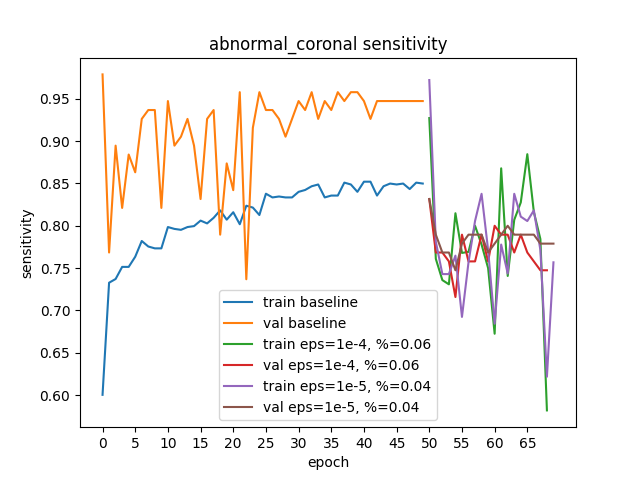 abnormal_coronal sensitivity
sensitivity
0.95
0.90
0.85
0.80
0.75
0.70
0.65
0.60
train baseline
val baseline
train eps=1e-4, %=0.06
val eps=1e-4, %=0.06
train eps=1e-5, %=0.04
val eps=1e-5, %=0.04
0 5 10 15 20 25 30 35 40 45 50 55 60 65
epoch